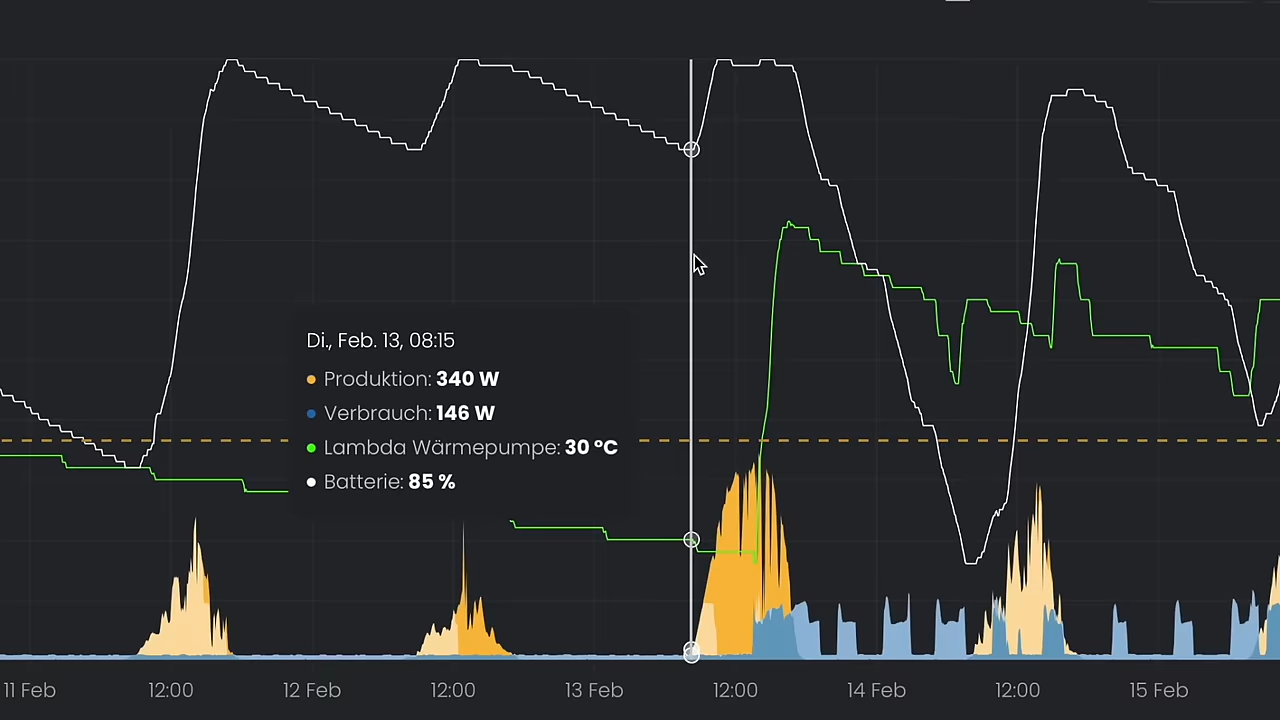 Di., Feb. 13, 08:15
Produktion: 340 W
Verbrauch: 146 W
Lambda Wärmepumpe: 30 °C
Batterie: 85 %
11 Feb 12:00 12 Feb 12:00 13 Feb 12:00 14 Feb 12:00 15 Feb